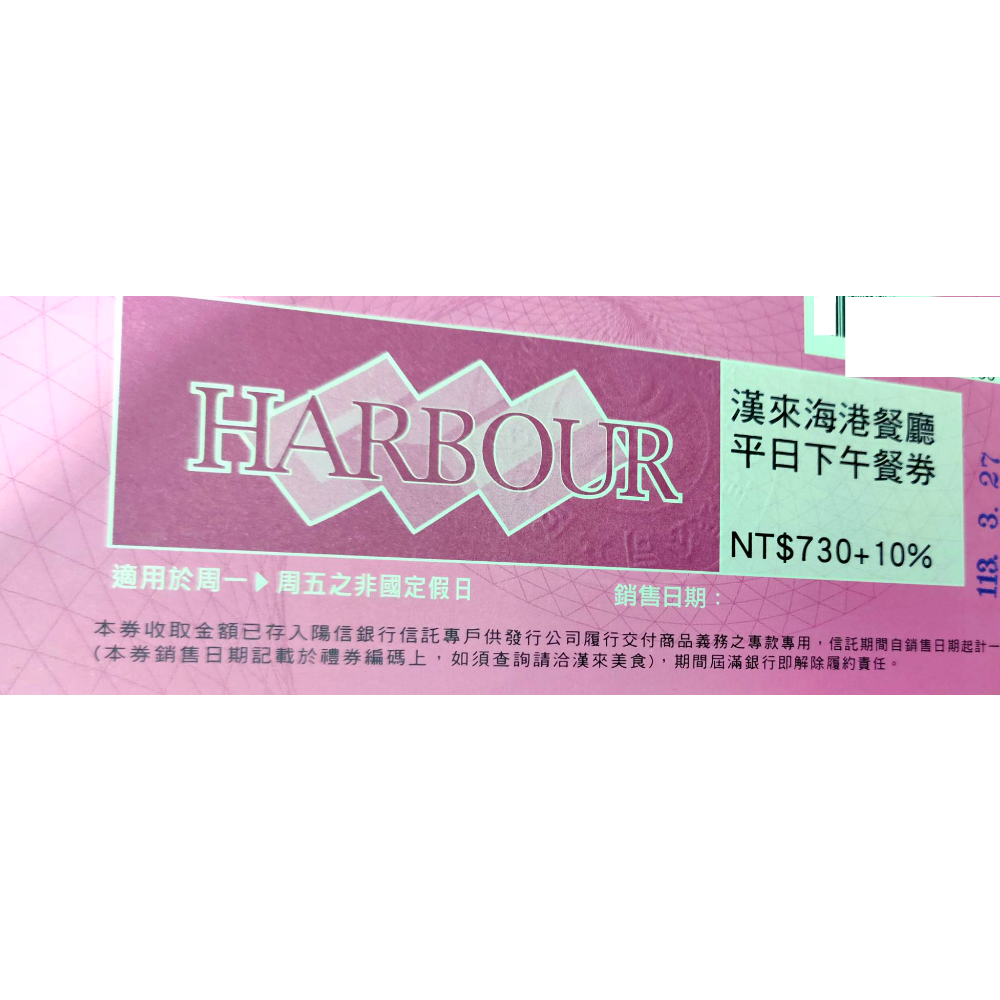 HARBOUR
漢來海港餐廳
平日下午餐券
NT$730+10%
113. 3. 27
適用於周一▶周五之非國定假日
銷售日期：
本券收取金額已存入陽信銀行信託專戶供發行公司履行交付商品義務之專款專用，信託期間自銷售日期起計一
(本券銷售日期記載於禮券編碼上，如須查詢請洽漢來美食)，期間屆滿銀行即解除履約責任。